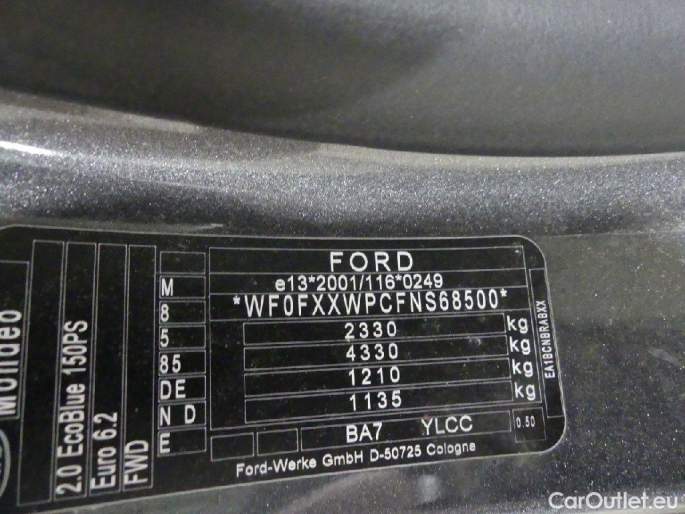 Mondeo
2.0 EcoBlue 150PS
Euro 6.2
FWD
M
8
5
85
DE
N D
E
FORD
e13*2001/116*0249
*WF0FXXWPCFNS68500*
2330 kg
4330 kg
1210 kg
1135 kg
BA7 YLCC
0.50
EA1BCNBRABXX
Ford-Werke GmbH D-50725 Cologne
CarOutlet.eu